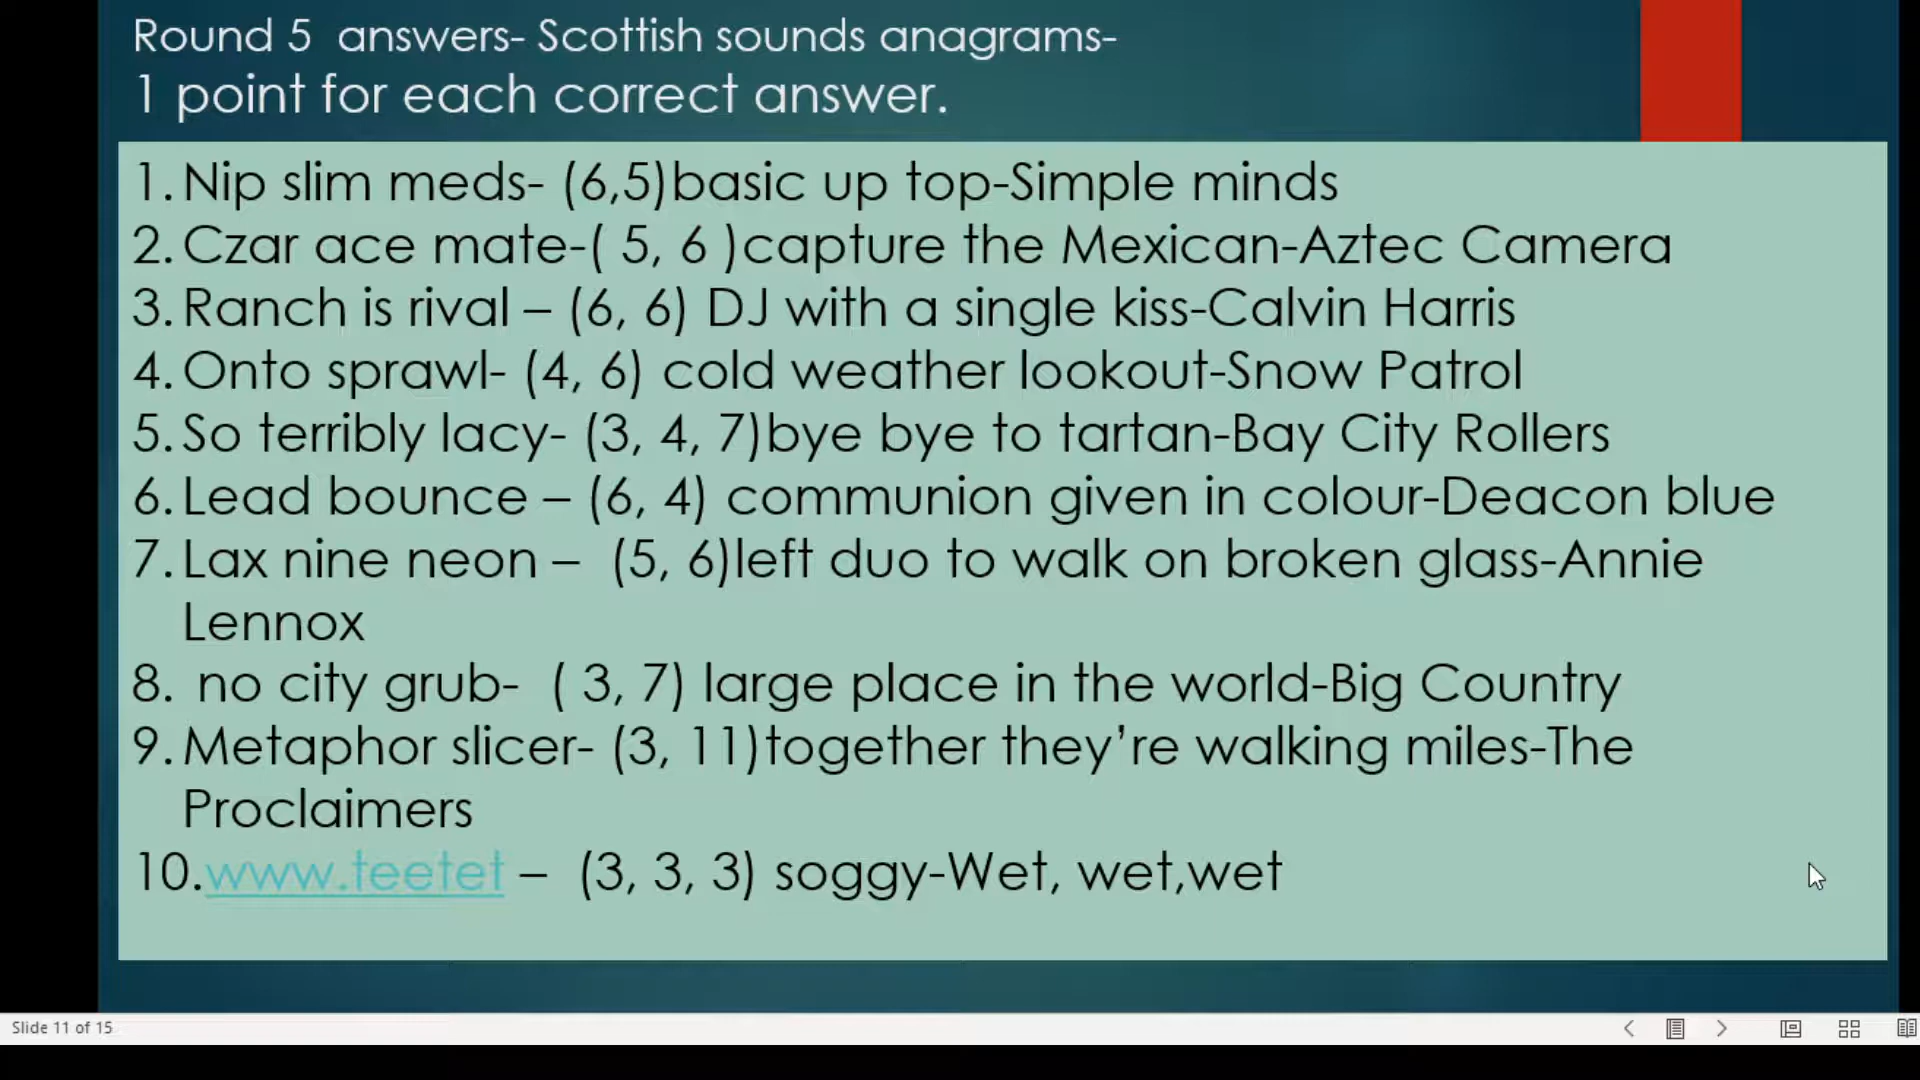 Round 5  answers- Scottish sounds anagrams-
1 point for each correct answer.
1. Nip slim meds- (6,5)basic up top-Simple minds
2. Czar ace mate-( 5, 6 )capture the Mexican-Aztec Camera
3. Ranch is rival – (6, 6) DJ with a single kiss-Calvin Harris
4. Onto sprawl- (4, 6) cold weather lookout-Snow Patrol
5. So terribly lacy- (3, 4, 7)bye bye to tartan-Bay City Rollers
6. Lead bounce – (6, 4) communion given in colour-Deacon blue
7. Lax nine neon –  (5, 6)left duo to walk on broken glass-Annie
Lennox
8. no city grub-  ( 3, 7) large place in the world-Big Country
9. Metaphor slicer- (3, 11)together they’re walking miles-The
Proclaimers
10.www.teetet –  (3, 3, 3) soggy-Wet, wet,wet
Slide 11 of 15